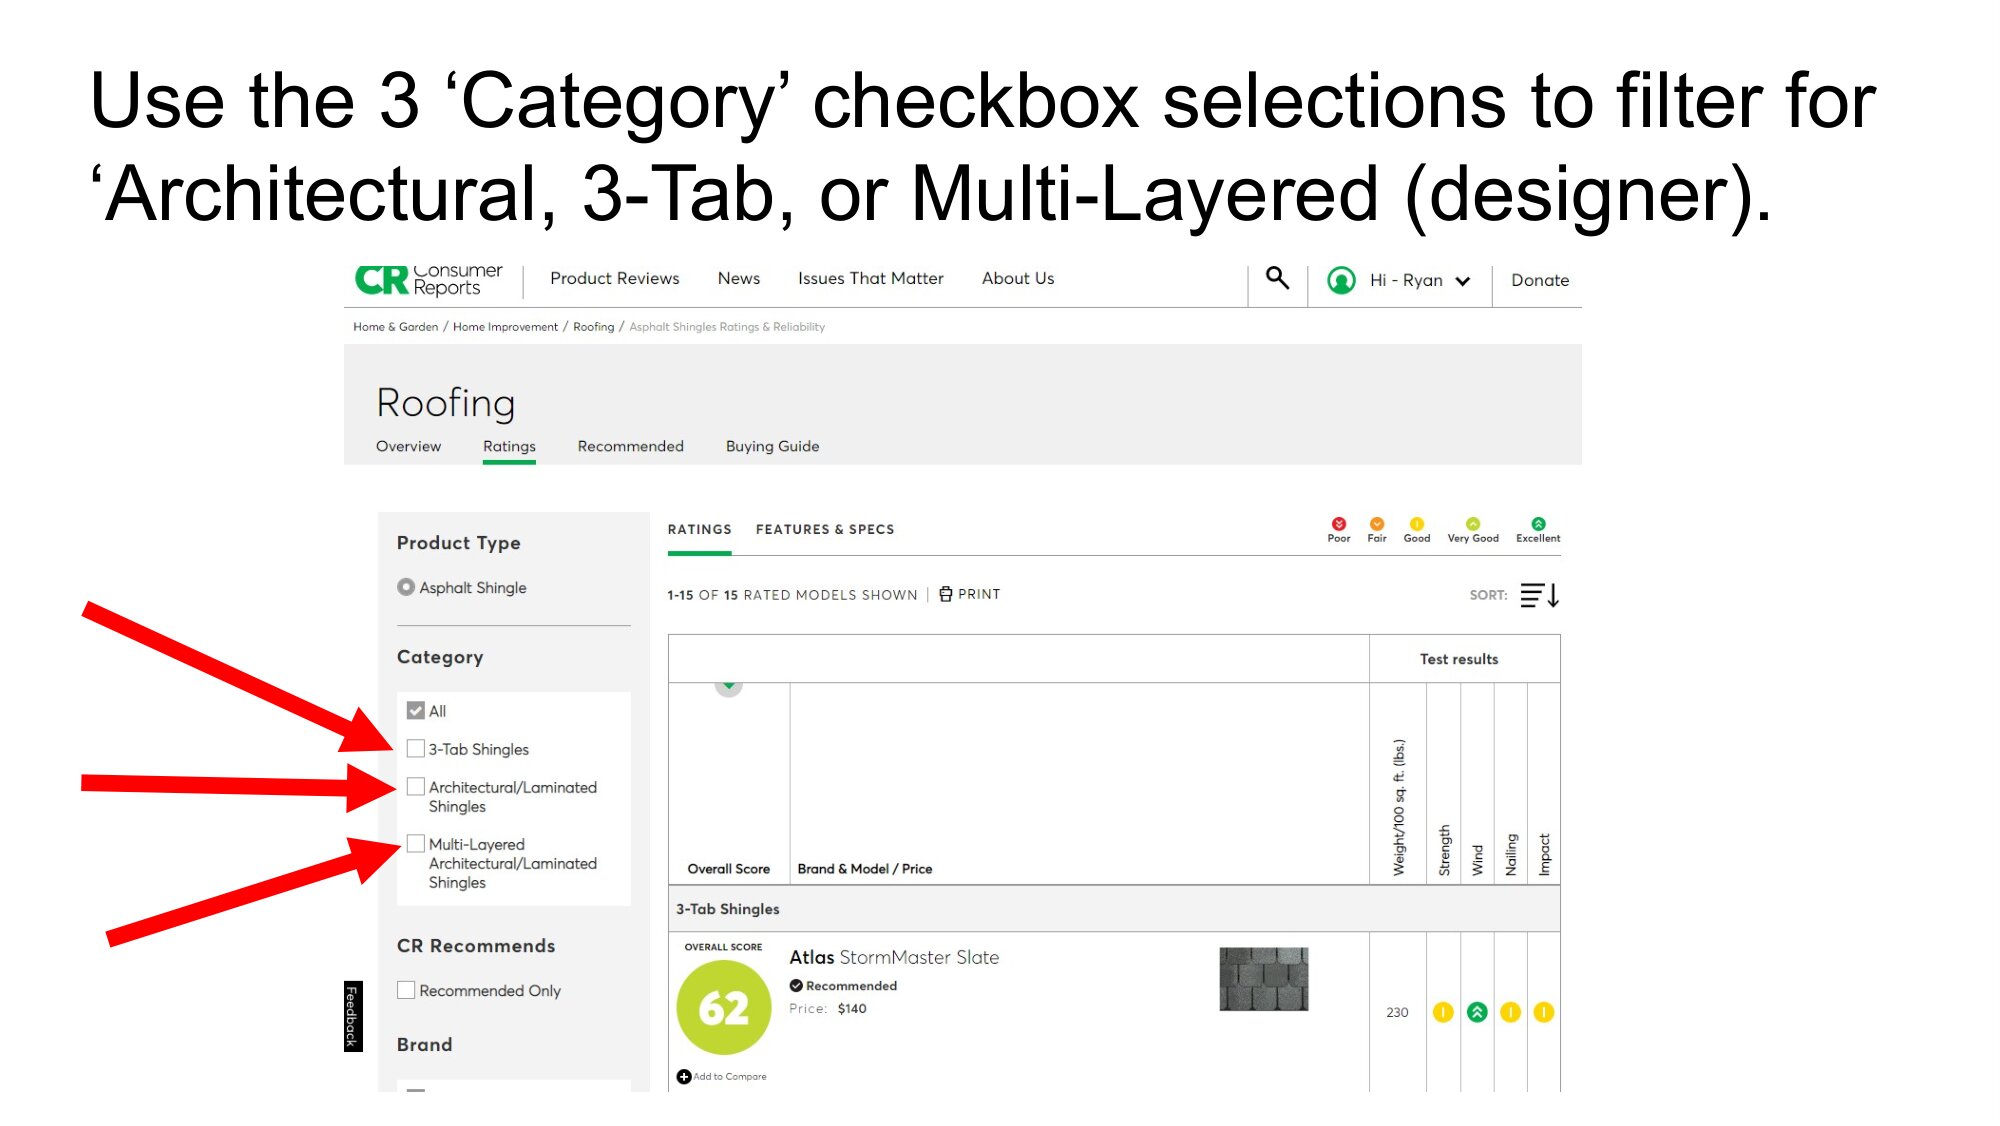 Use the 3 ‘Category’ checkbox selections to filter for
‘Architectural, 3-Tab, or Multi-Layered (designer).
CR Consumer Reports
Product Reviews News Issues That Matter About Us
Hi - Ryan
Donate
Home & Garden / Home Improvement / Roofing / Asphalt Shingles Ratings & Reliability
Roofing
Overview Ratings Recommended Buying Guide
Product Type
Asphalt Shingle
Category
All
3-Tab Shingles
Architectural/Laminated
Shingles
Multi-Layered
Architectural/Laminated
Shingles
CR Recommends
Recommended Only
Brand
Feedback
RATINGS FEATURES & SPECS
Poor Fair Good Very Good Excellent
1-15 OF 15 RATED MODELS SHOWN | PRINT
SORT:
Test results
Overall Score
Brand & Model / Price
Weight/100 sq. ft. (lbs.)
Strength
Wind
Nailing
Impact
3-Tab Shingles
OVERALL SCORE
62
Add to Compare
Atlas StormMaster Slate
Recommended
Price: $140
230